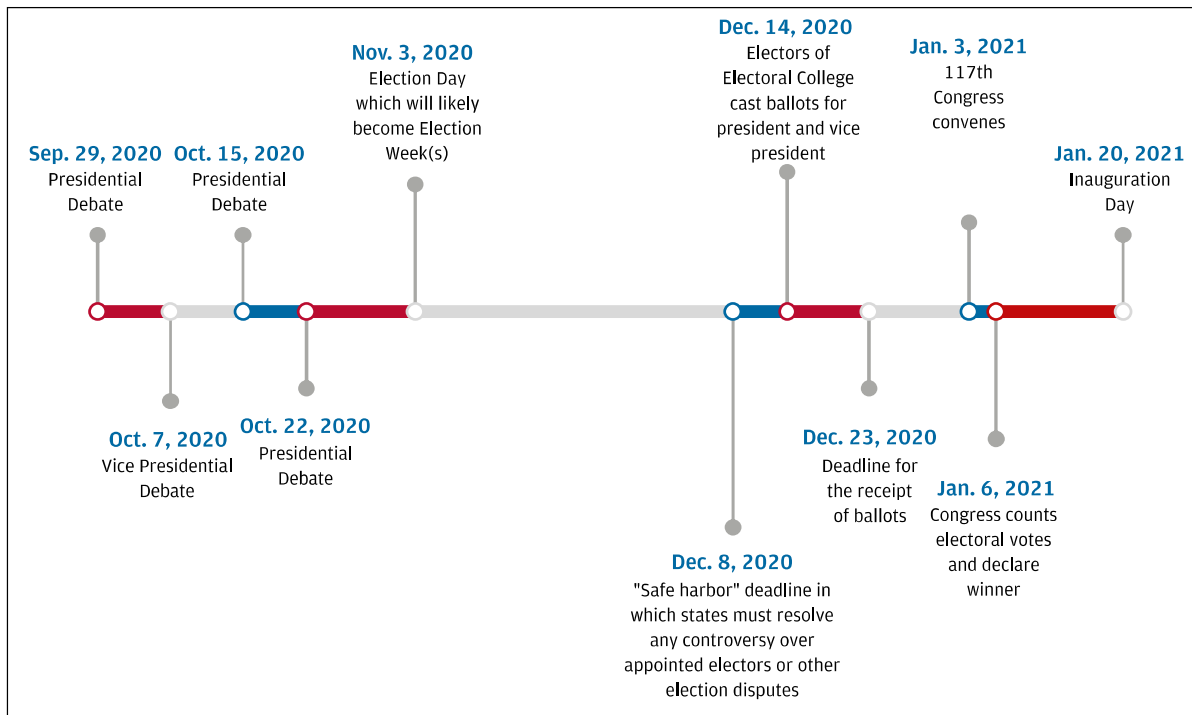 Sep. 29, 2020
Presidential
Debate
Oct. 7, 2020
Vice Presidential
Debate
Oct. 15, 2020
Presidential
Debate
Oct. 22, 2020
Presidential
Debate
Nov. 3, 2020
Election Day
which will likely
become Election
Week(s)
Dec. 8, 2020
"Safe harbor" deadline in
which states must resolve
any controversy over
appointed electors or other
election disputes
Dec. 14, 2020
Electors of
Electoral College
cast ballots for
president and vice
president
Dec. 23, 2020
Deadline for
the receipt
of ballots
Jan. 3, 2021
117th
Congress
convenes
Jan. 6, 2021
Congress counts
electoral votes
and declare
winner
Jan. 20, 2021
Inauguration
Day